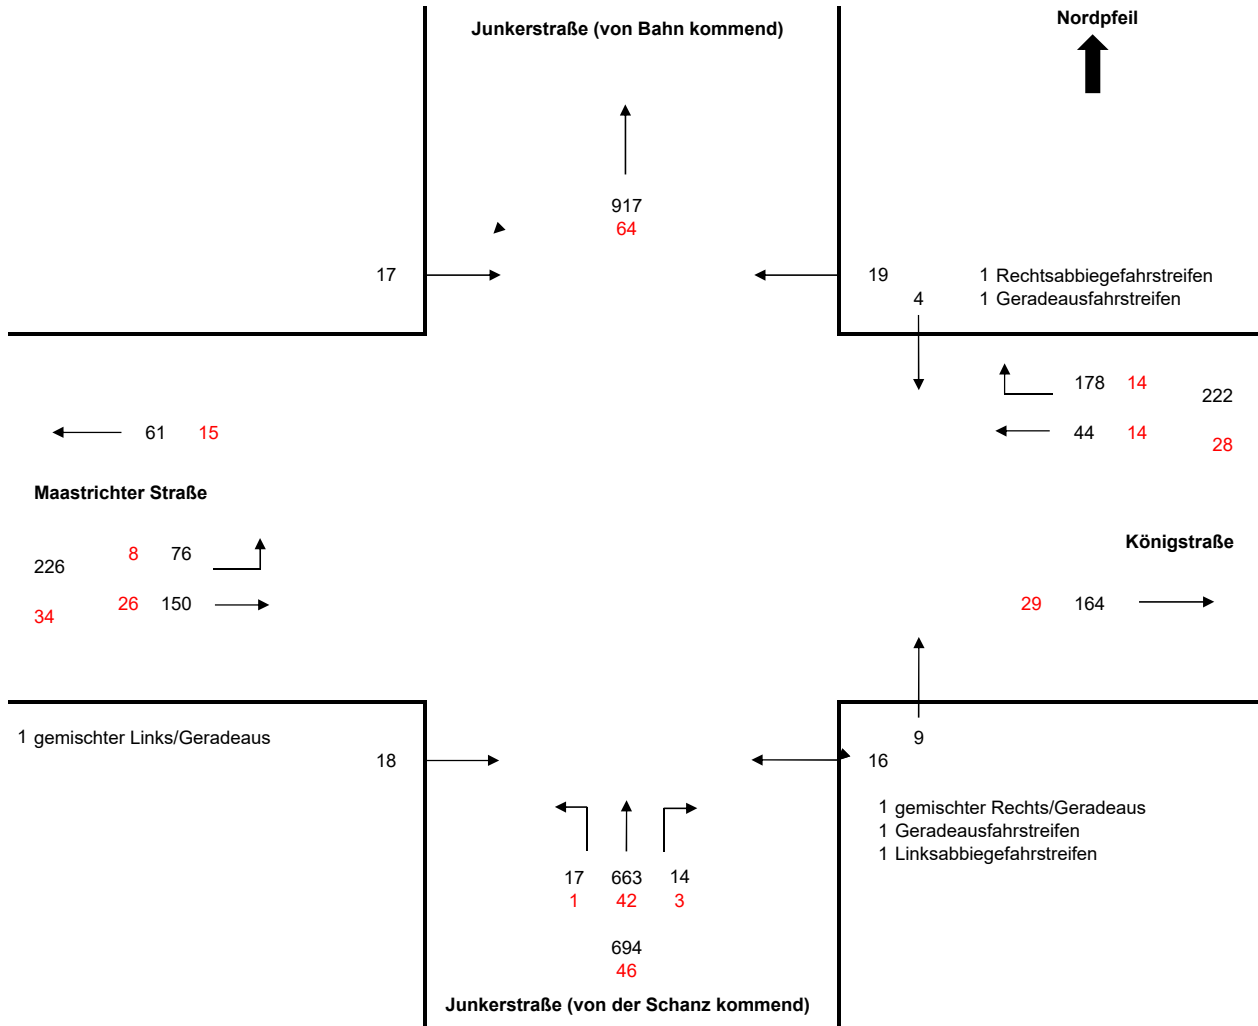 Junkerstraße (von Bahn kommend)
Nordpfeil
917
64
17
19
1 Rechtsabbiegefahrstreifen
4
1 Geradeausfahrstreifen
178 14
222
61 15
44 14
28
Maastrichter Straße
8 76
226
Königstraße
26 150
34
29 164
1 gemischter Links/Geradeaus
9
18
16
1 gemischter Rechts/Geradeaus
1 Geradeausfahrstreifen
1 Linksabbiegefahrstreifen
17 663 14
1 42 3
694
46
Junkerstraße (von der Schanz kommend)